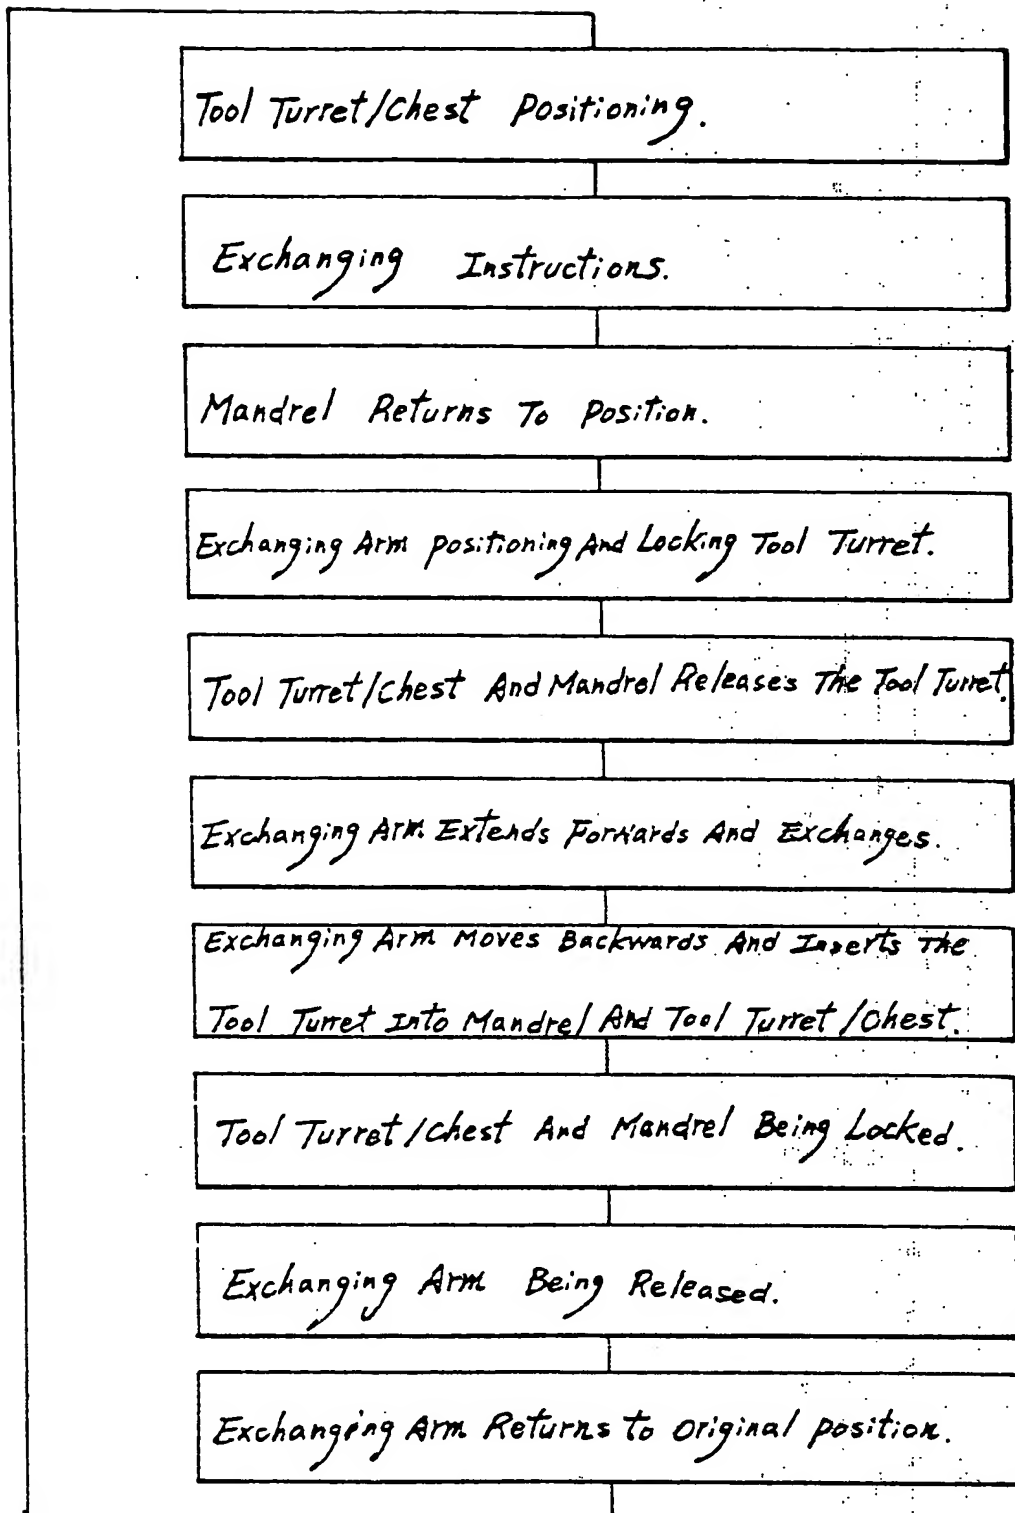 Tool Turret/Chest Positioning.
Exchanging Instructions.
Mandrel Returns To Position.
Exchanging Arm positioning And Locking Tool Turret.
Tool Turret/Chest And Mandrel Releases The Tool Turret.
Exchanging Arm Extends Forwards And Exchanges.
Exchanging Arm Moves Backwards And Inserts The
Tool Turret Into Mandrel And Tool Turret/Chest.
Tool Turret/Chest And Mandrel Being Locked.
Exchanging Arm Being Released.
Exchanging Arm Returns to original position.